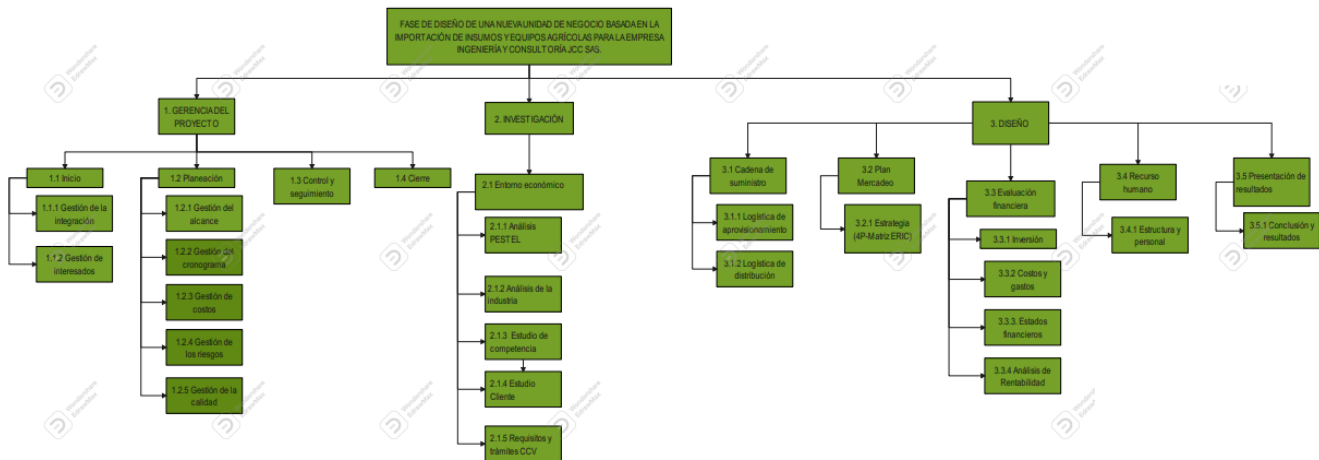 FASE DE DISEÑO DE UNA NUEVA UNIDAD DE NEGOCIO BASADA EN LA
IMPORTACIÓN DE INSUMOS Y EQUIPOS AGRÍCOLAS PARA LA EMPRESA
INGENIERÍA Y CONSULTORÍA JCC SAS.
1. GERENCIA DEL
PROYECTO
2. INVESTIGACIÓN
3. DISEÑO
1.1 Inicio
1.1.1 Gestión de la
integración
1.1.2 Gestión de
interesados
1.2 Planeación
1.2.1 Gestión del
alcance
1.2.2 Gestión del
cronograma
1.2.3 Gestión de
costos
1.2.4 Gestión de
los riesgos
1.2.5 Gestión de la
calidad
1.3 Control y
seguimiento
1.4 Cierre
2.1 Entorno económico
2.1.1 Análisis
PESTEL
2.1.2 Análisis de la
industria
2.1.3 Estudio de
competencia
2.1.4 Estudio
Cliente
2.1.5 Requisitos y
trámites CCV
3.1 Cadena de
suministro
3.1.1 Logística de
aprovisionamiento
3.1.2 Logística de
distribución
3.2 Plan
Mercadeo
3.2.1 Estrategia
(4P-Matriz ERIC)
3.3 Evaluación
financiera
3.3.1 Inversión
3.3.2 Costos y
gastos
3.3.3. Estados
financieros
3.3.4 Análisis de
Rentabilidad
3.4 Recurso
humano
3.4.1 Estructura y
personal
3.5 Presentación de
resultados
3.5.1 Conclusión y
resultados
Wondershare
EdrawMax